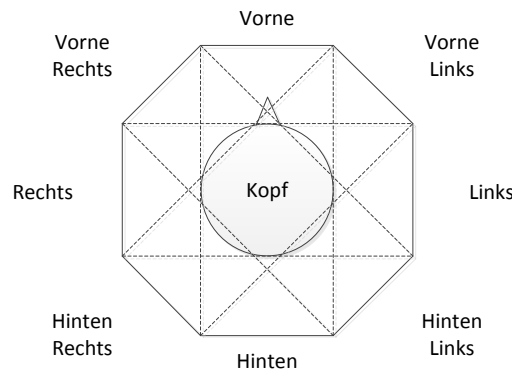 Vorne
Vorne
Rechts
Vorne
Links
Rechts
Kopf
Links
Hinten
Rechts
Hinten
Links
Hinten